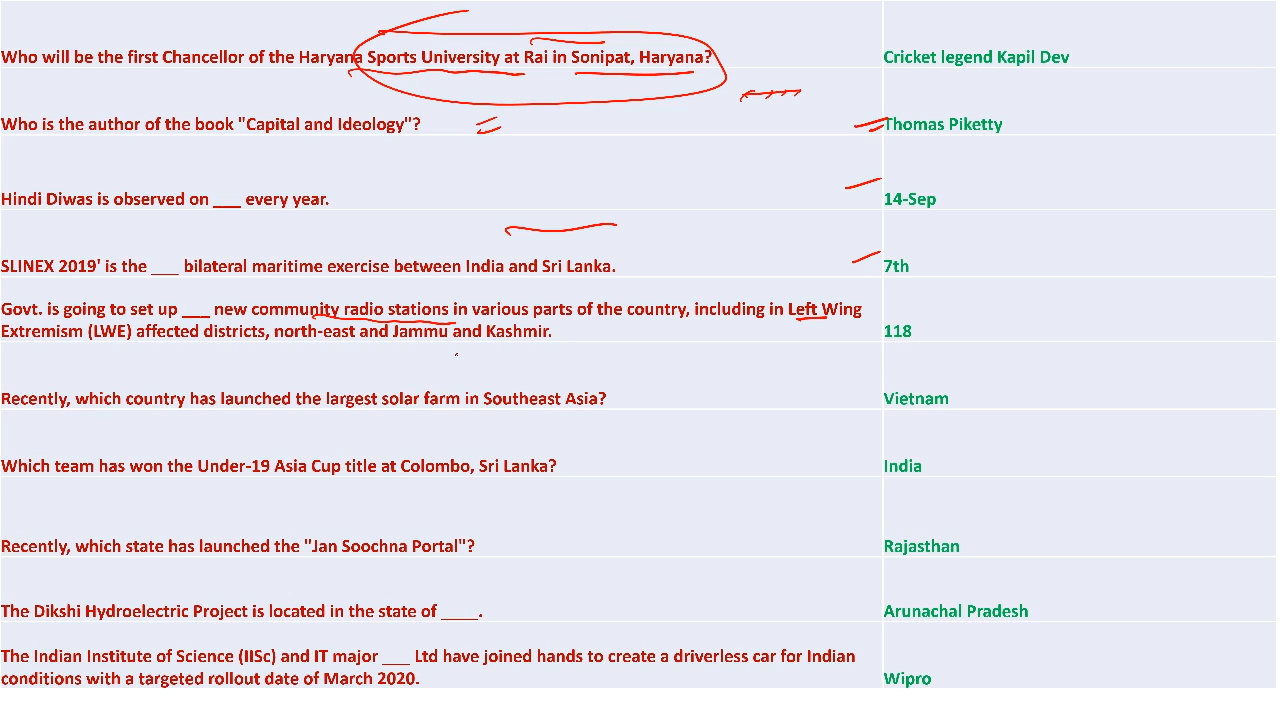 Who will be the first Chancellor of the Haryana Sports University at Rai in Sonipat, Haryana? Cricket legend Kapil Dev
Who is the author of the book "Capital and Ideology"? Thomas Piketty
Hindi Diwas is observed on ___ every year. 14-Sep
SLINEX 2019' is the ___ bilateral maritime exercise between India and Sri Lanka. 7th
Govt. is going to set up ___ new community radio stations in various parts of the country, including in Left Wing
Extremism (LWE) affected districts, north-east and Jammu and Kashmir. 118
Recently, which country has launched the largest solar farm in Southeast Asia? Vietnam
Which team has won the Under-19 Asia Cup title at Colombo, Sri Lanka? India
Recently, which state has launched the "Jan Soochna Portal"? Rajasthan
The Dikshi Hydroelectric Project is located in the state of ____. Arunachal Pradesh
The Indian Institute of Science (IISc) and IT major ___ Ltd have joined hands to create a driverless car for Indian
conditions with a targeted rollout date of March 2020. Wipro